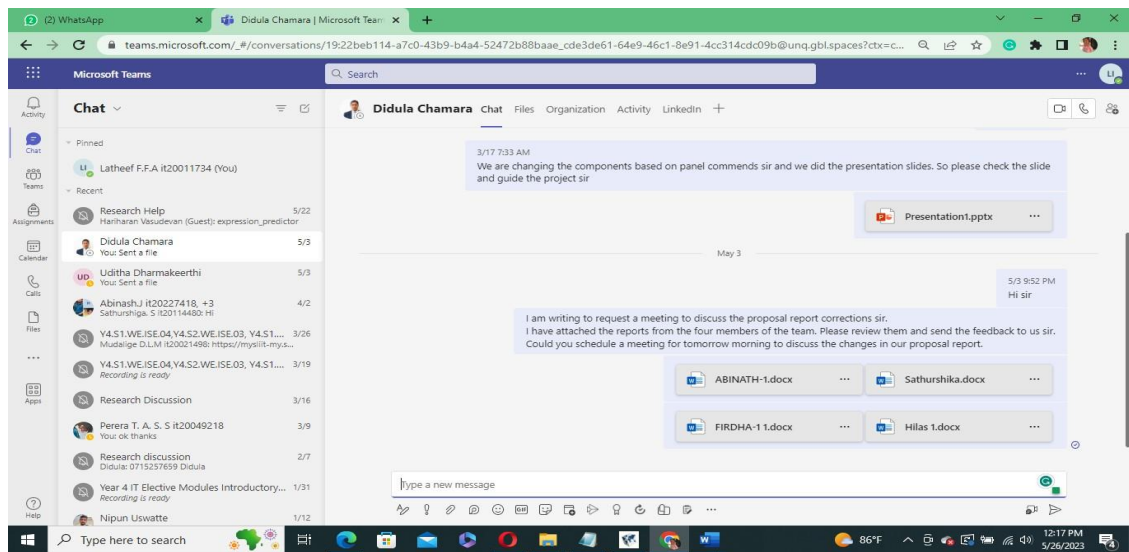 (2) WhatsApp
Didula Chamara | Microsoft Team
teams.microsoft.com/_#/conversations/19:22beb114-a7c0-43b9-b4a4-52472b88baae_cde3de61-64e9-46c1-8e91-4cc314cdc09b@unq.gbl.spaces?ctx=c...
Microsoft Teams
Search
LI
Activity
Chat
Teams
Assignments
Calendar
Calls
Files
Apps
Help
Chat
Pinned
LI Latheef F.F.A it20011734 (You)
Recent
Research Help 5/22
Hariharan Vasudevan (Guest): expression_predictor
Didula Chamara 5/3
You: Sent a file
UD Uditha Dharmakeerthi 5/3
You: Sent a file
Abinash.J it20227418, +3 4/2
Sathurshiga. S it20114480: Hi
Y4.S1.WE.ISE.04,Y4.S2.WE.ISE.03, Y4.S1.... 3/26
Mudalige D.L.M it20021498: https://mysliit-my.s...
Y4.S1.WE.ISE.04,Y4.S2.WE.ISE.03, Y4.S1.... 3/19
Recording is ready
Research Discussion 3/16
Perera T. A. S. S it20049218 3/9
You: ok thanks
Research discussion 2/7
Didula: 0715257659 Didula
Year 4 IT Elective Modules Introductory... 1/31
Recording is ready
Nipun Uswatte 1/12
Didula Chamara Chat Files Organization Activity LinkedIn
3/17 7:33 AM
We are changing the components based on panel commends sir and we did the presentation slides. So please check the slide
and guide the project sir
Presentation1.pptx ...
May 3
5/3 9:52 PM
Hi sir
I am writing to request a meeting to discuss the proposal report corrections sir.
I have attached the reports from the four members of the team. Please review them and send the feedback to us sir.
Could you schedule a meeting for tomorrow morning to discuss the changes in our proposal report.
ABINATH-1.docx ... Sathurshika.docx ...
FIRDHA-1 1.docx ... Hilas 1.docx ...
Type a new message
GIF
Type here to search
86°F
12:17 PM
5/26/2023